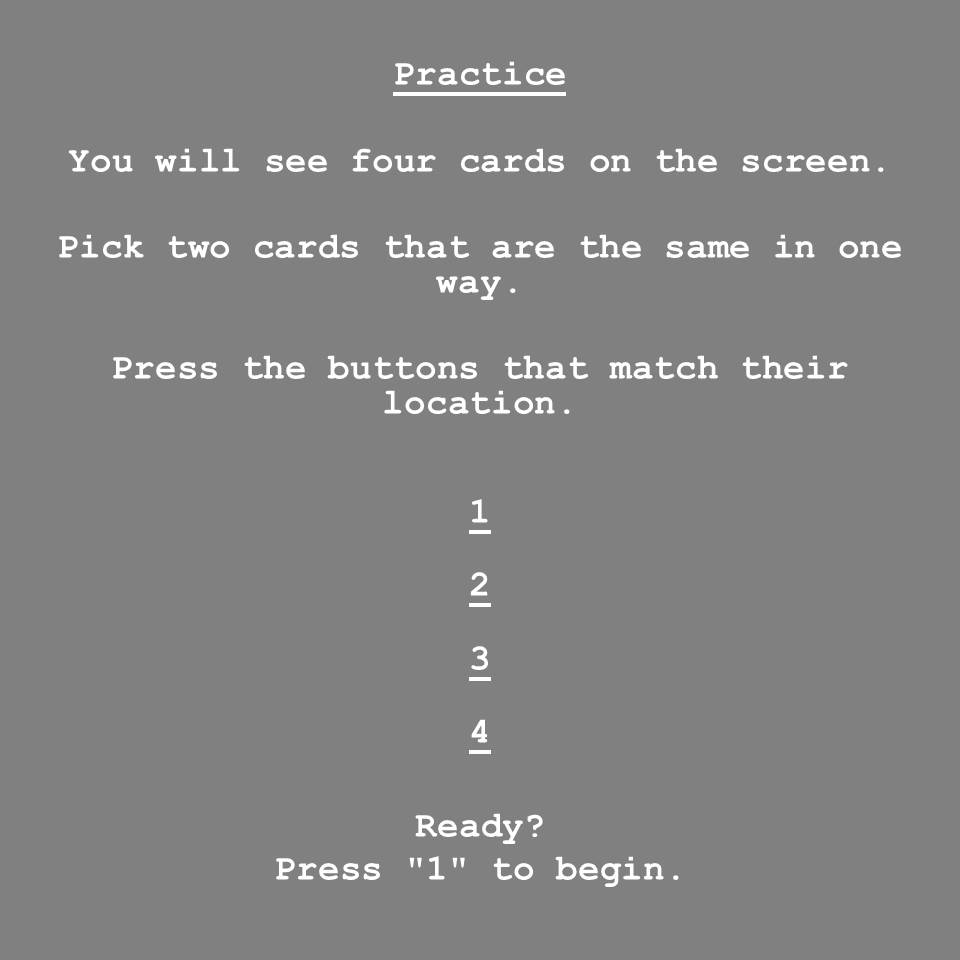 Practice
You will see four cards on the screen.
Pick two cards that are the same in one
way.
Press the buttons that match their
location.
1
2
3
4
Ready?
Press "1" to begin.